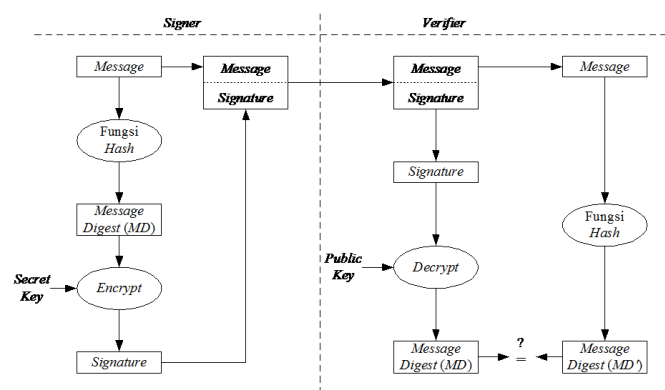 Signer
Message
Fungsi
Hash
Message
Digest (MD)
Secret
Key
Encrypt
Signature
Message
Signature
Verifier
Message
Signature
Signature
Public
Key
Decrypt
Message
Digest (MD)
?
=
Message
Fungsi
Hash
Message
Digest (MD')